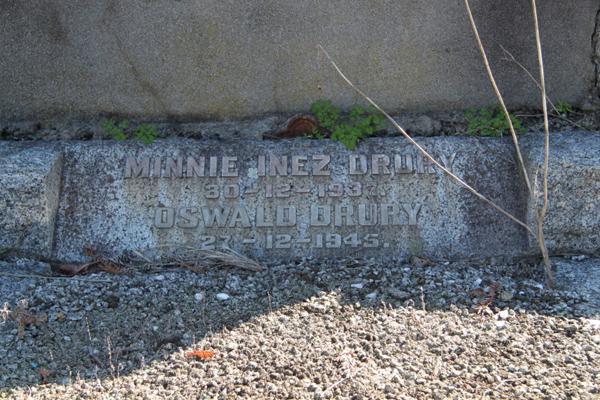 MINNIE INEZ DRURY
30-12-193
OSWALD DRURY
27-12-1945.